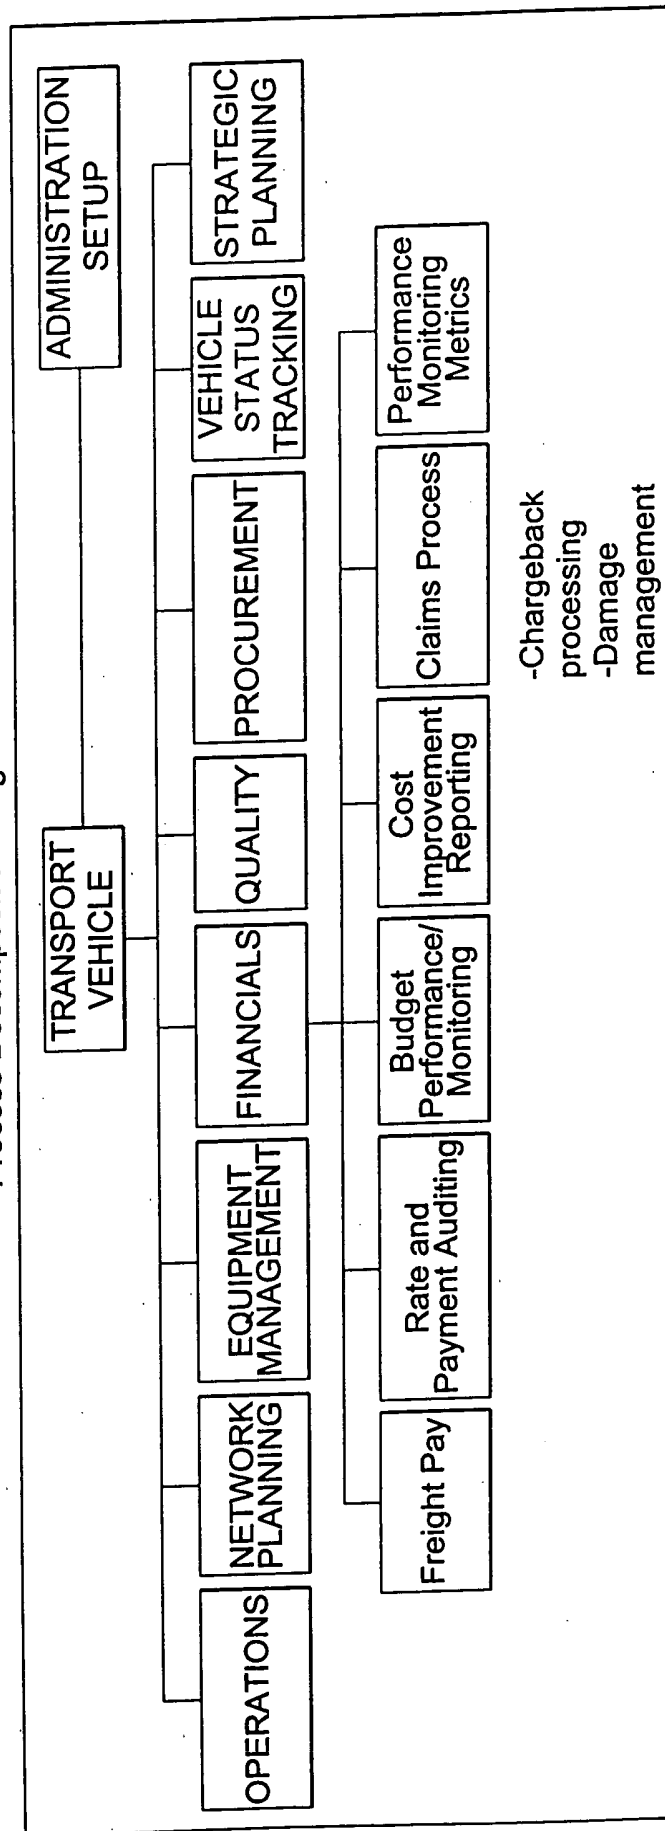 TRANSPORT
VEHICLE
ADMINISTRATION
SETUP
OPERATIONS
NETWORK
PLANNING
EQUIPMENT
MANAGEMENT
FINANCIALS
QUALITY
PROCUREMENT
VEHICLE
STATUS
TRACKING
STRATEGIC
PLANNING
Freight Pay
Rate and
Payment Auditing
Budget
Performance/
Monitoring
Cost
Improvement
Reporting
Claims Process
Performance
Monitoring
Metrics
-Chargeback
processing
-Damage
management